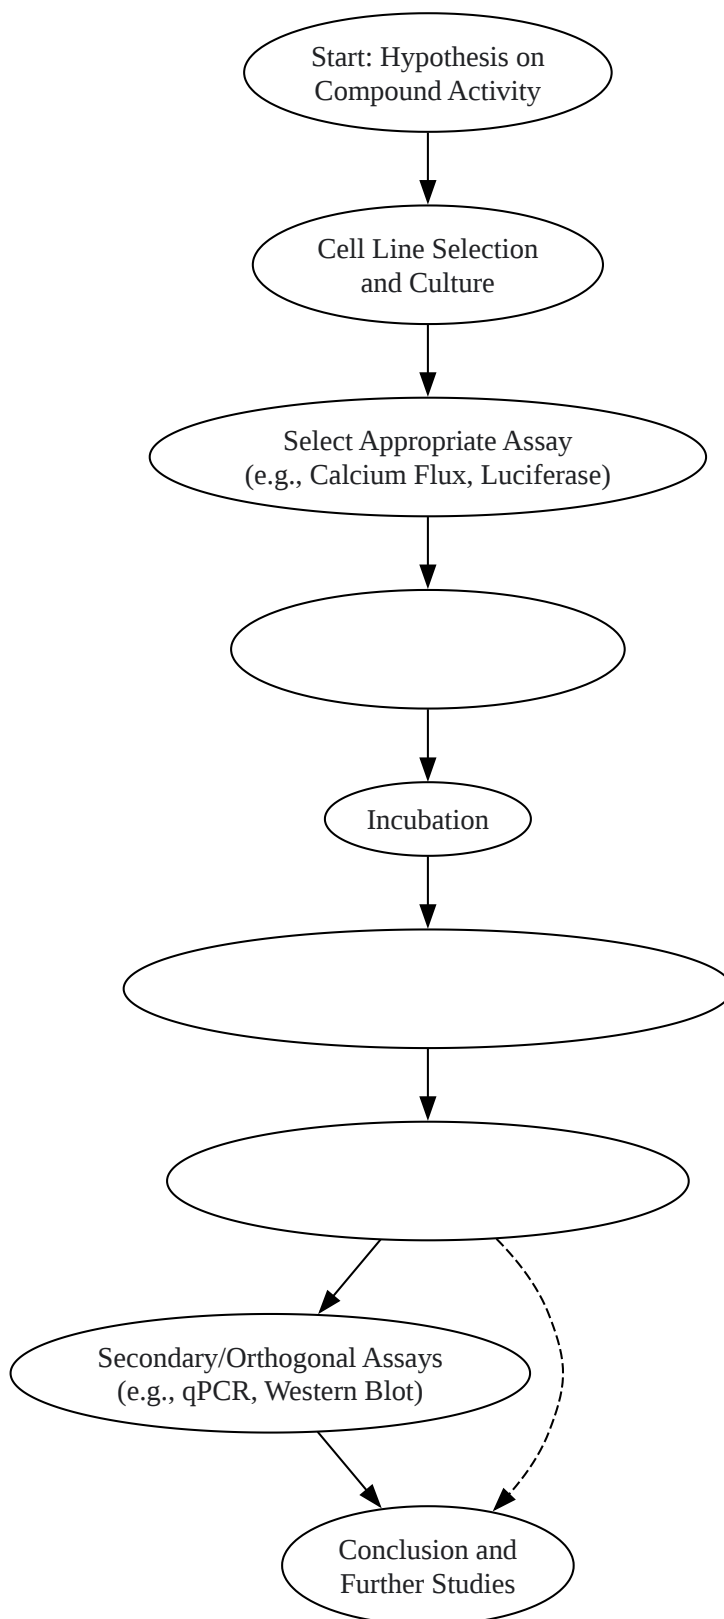 Start: Hypothesis on
Compound Activity
Cell Line Selection
and Culture
Select Appropriate Assay
(e.g., Calcium Flux, Luciferase)
Incubation
Secondary/Orthogonal Assays
(e.g., qPCR, Western Blot)
Conclusion and
Further Studies